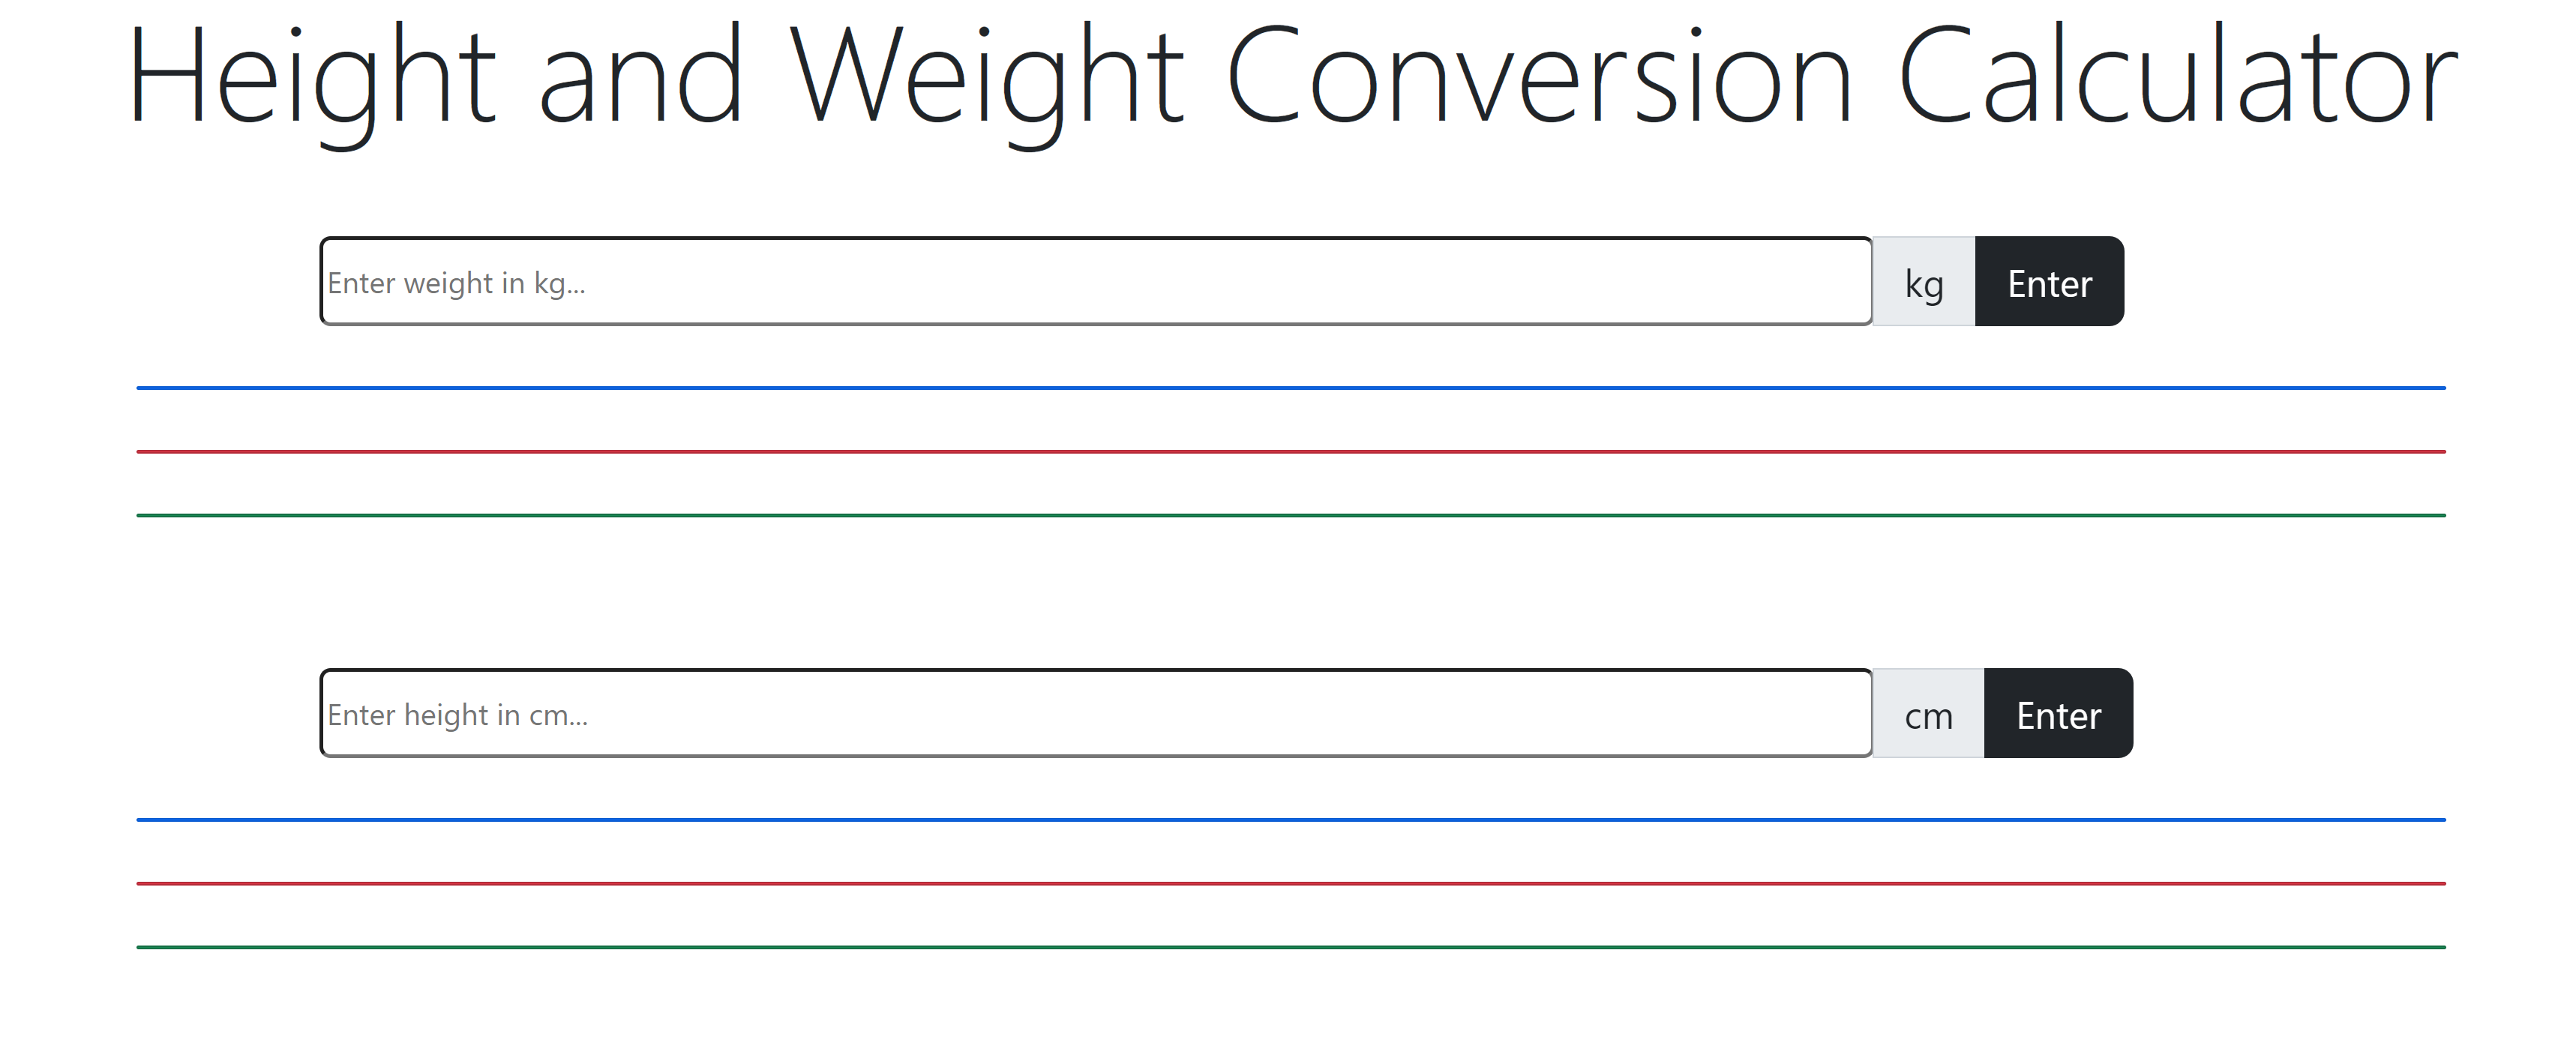 Height and Weight Conversion Calculator
Enter weight in kg... kg Enter
Enter height in cm... cm Enter